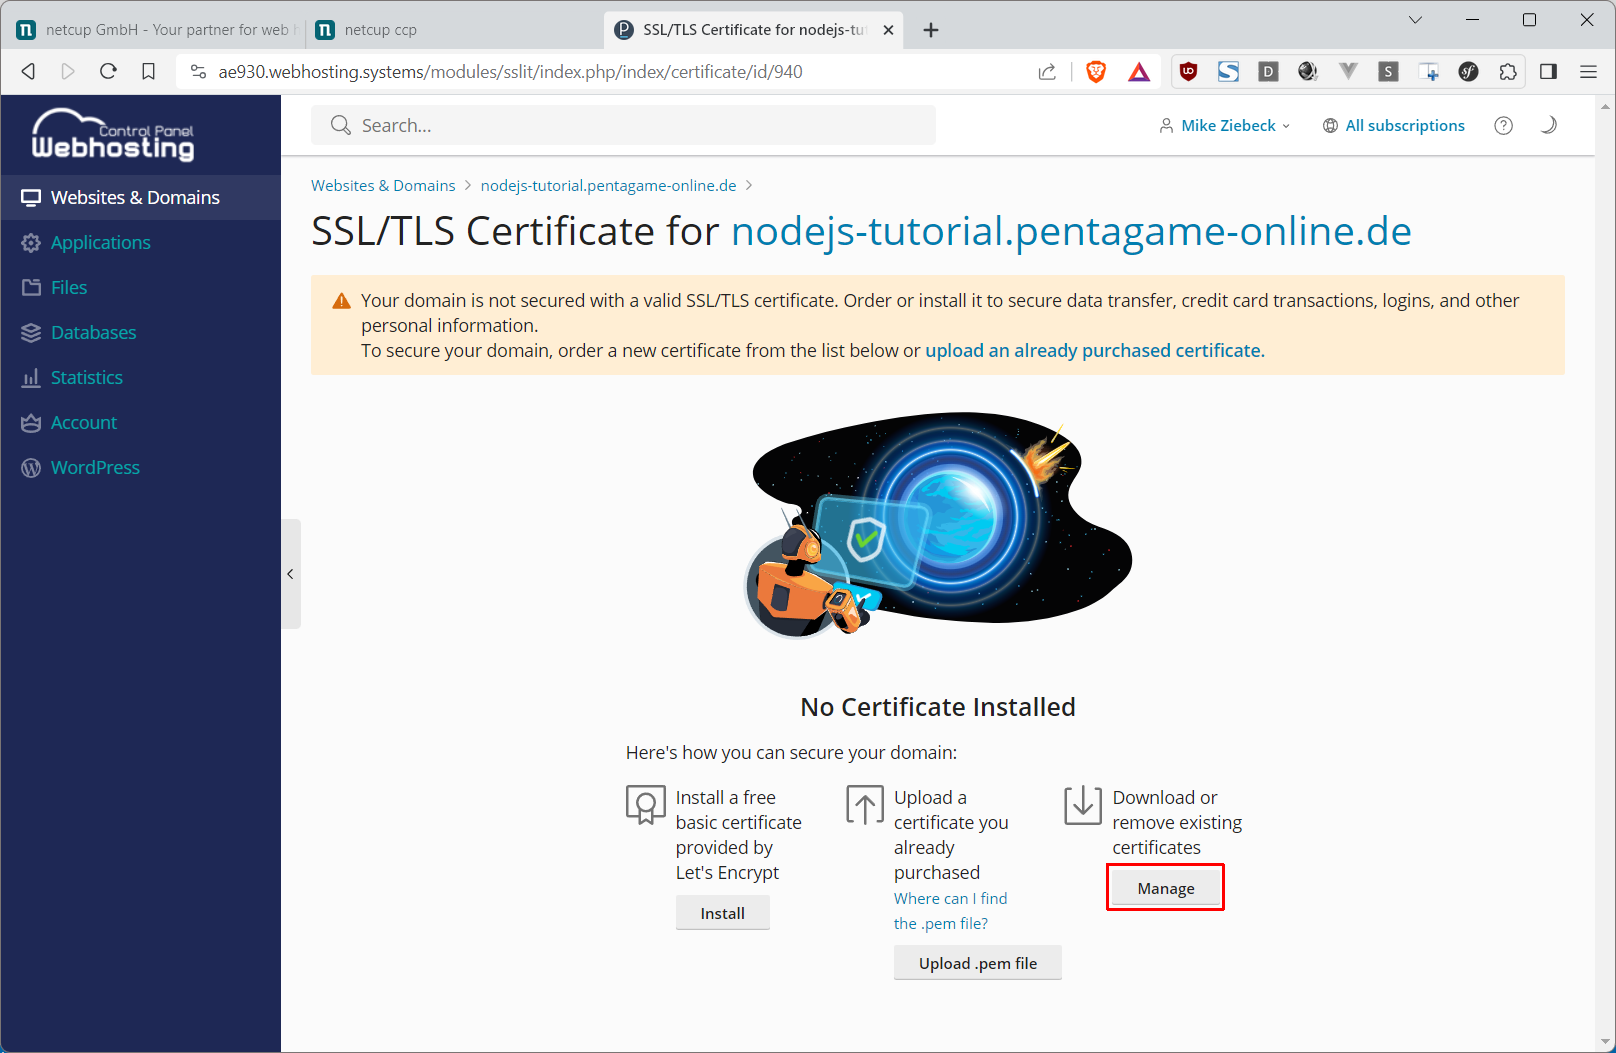 netcup GmbH - Your partner for web h
netcup ccp
SSL/TLS Certificate for nodejs-tut
ae930.webhosting.systems/modules/sslit/index.php/index/certificate/id/940
Control Panel
Webhosting
Search...
Mike Ziebeck
All subscriptions
Websites & Domains
Applications
Files
Databases
Statistics
Account
WordPress
Websites & Domains > nodejs-tutorial.pentagame-online.de >
SSL/TLS Certificate for nodejs-tutorial.pentagame-online.de
Your domain is not secured with a valid SSL/TLS certificate. Order or install it to secure data transfer, credit card transactions, logins, and other
personal information.
To secure your domain, order a new certificate from the list below or upload an already purchased certificate.
No Certificate Installed
Here's how you can secure your domain:
Install a free
basic certificate
provided by
Let's Encrypt
Install
Upload a
certificate you
already
purchased
Where can I find
the .pem file?
Upload .pem file
Download or
remove existing
certificates
Manage